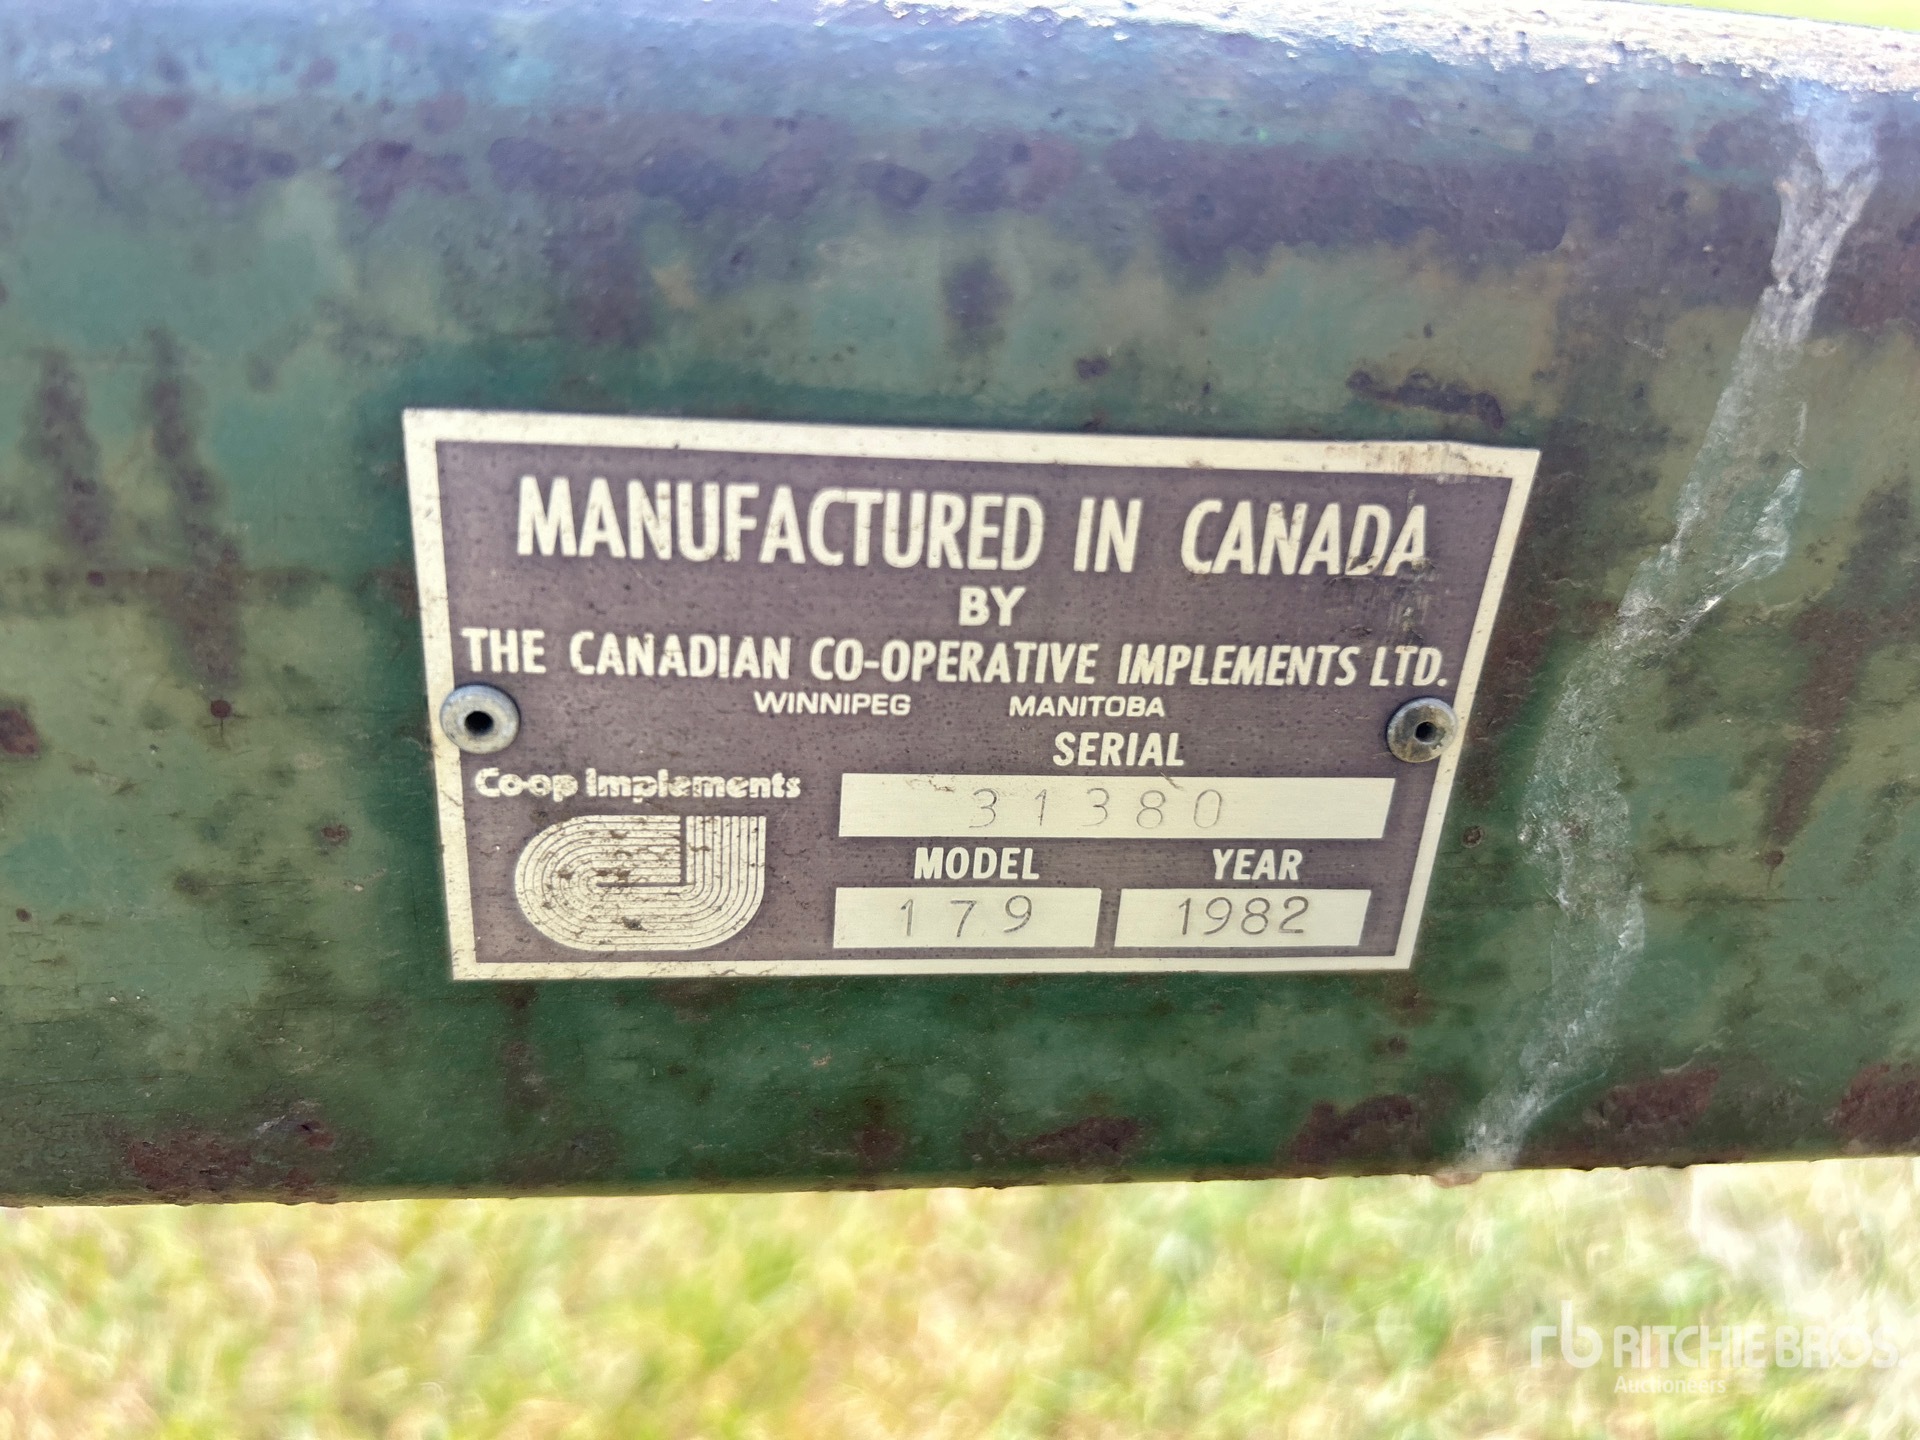 MANUFACTURED IN CANADA
BY
THE CANADIAN CO-OPERATIVE IMPLEMENTS LTD.
WINNIPEG MANITOBA
SERIAL
Co-op Implements
31380
MODEL YEAR
179 1982
rb RITCHIE BROS.
Auctioneers